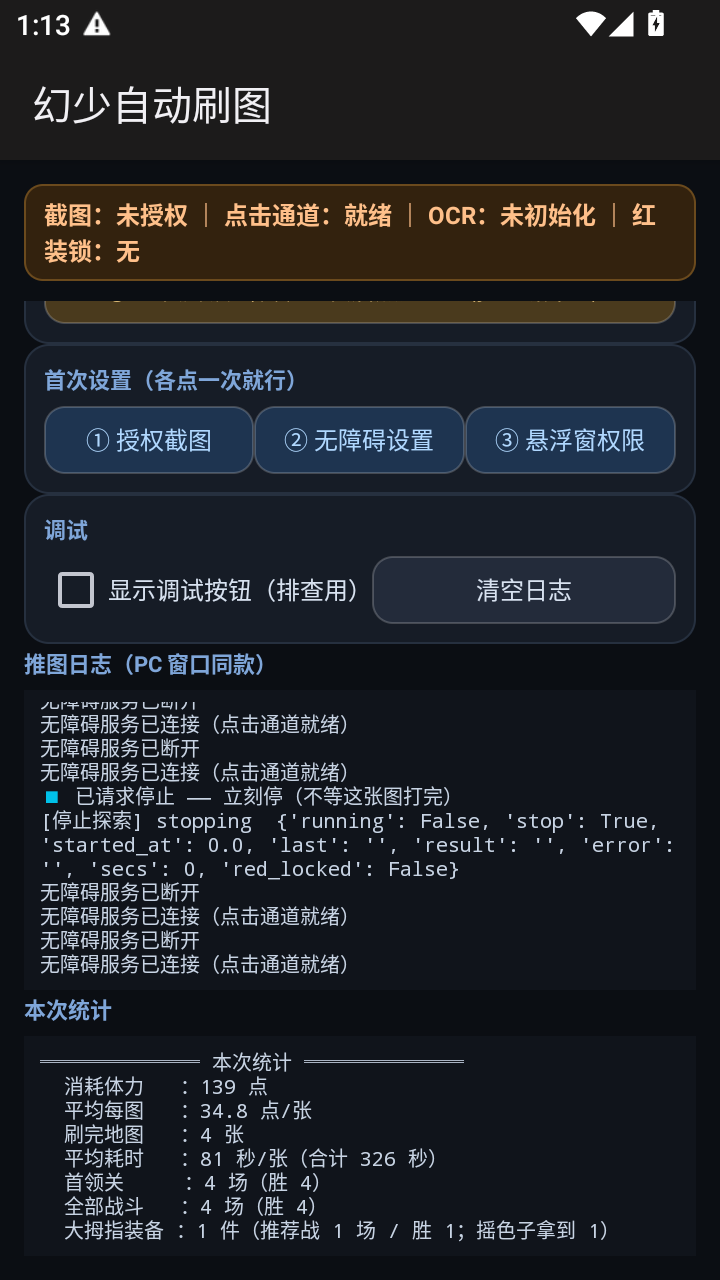 1:13
幻少自动刷图
截图：未授权 ｜ 点击通道：就绪 ｜ OCR：未初始化 ｜ 红
装锁：无
首次设置（各点一次就行）
① 授权截图 ② 无障碍设置 ③ 悬浮窗权限
调试
显示调试按钮（排查用） 清空日志
推图日志（PC 窗口同款）
无障碍服务已断开
无障碍服务已连接（点击通道就绪）
无障碍服务已断开
无障碍服务已连接（点击通道就绪）
■ 已请求停止 —— 立刻停（不等这张图打完）
[停止探索] stopping  {'running': False, 'stop': True,
'started_at': 0.0, 'last': '', 'result': '', 'error':
'', 'secs': 0, 'red_locked': False}
无障碍服务已断开
无障碍服务已连接（点击通道就绪）
无障碍服务已断开
无障碍服务已连接（点击通道就绪）
本次统计
════════════════ 本次统计 ════════════════
消耗体力 ：139 点
平均每图 ：34.8 点/张
刷完地图 ：4 张
平均耗时 ：81 秒/张（合计 326 秒）
首领关 ：4 场（胜 4）
全部战斗 ：4 场（胜 4）
大拇指装备 ：1 件（推荐战 1 场 / 胜 1；摇色子拿到 1）